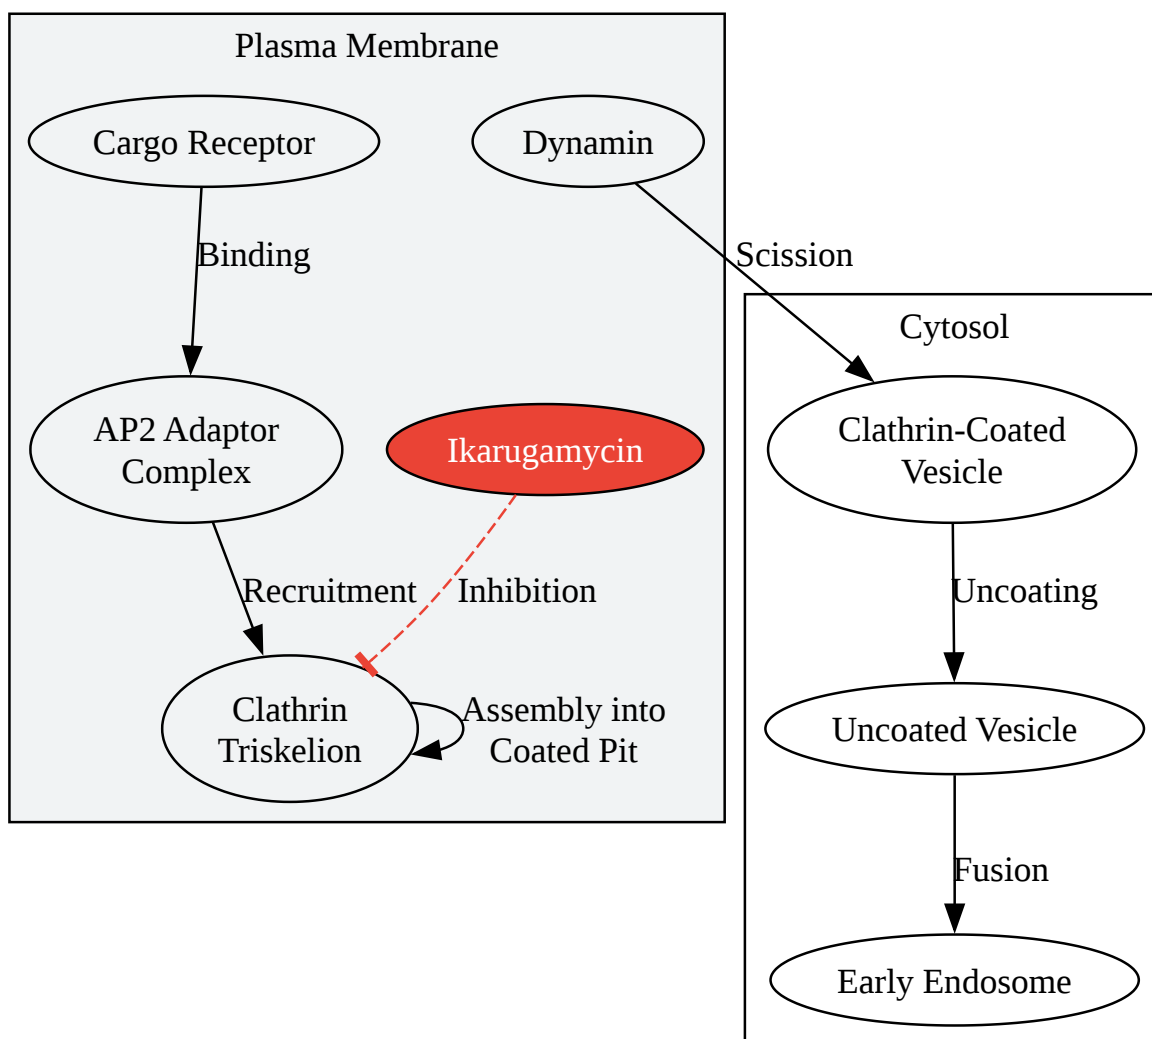 Plasma Membrane
Cargo Receptor
Dynamin
Binding
Scission
Cytosol
AP2 Adaptor
Complex
Ikarugamycin
Clathrin-Coated
Vesicle
Recruitment
Inhibition
Uncoating
Clathrin
Triskelion
Assembly into
Coated Pit
Uncoated Vesicle
Fusion
Early Endosome